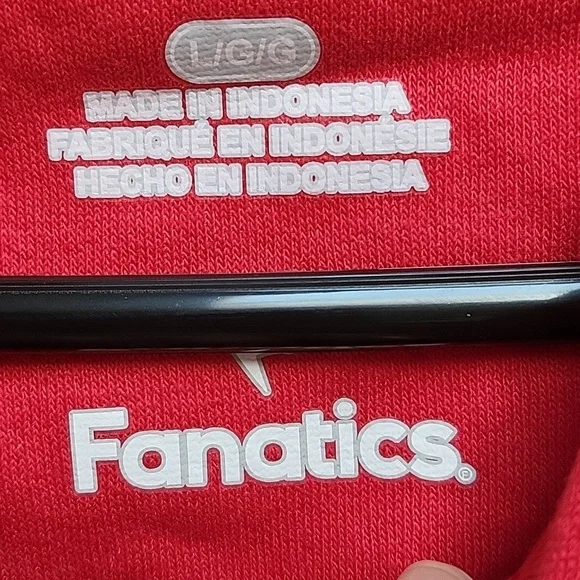 L/G/G
MADE IN INDONESIA
FABRIQUÉ EN INDONÉSIE
HECHO EN INDONESIA
Fanatics®